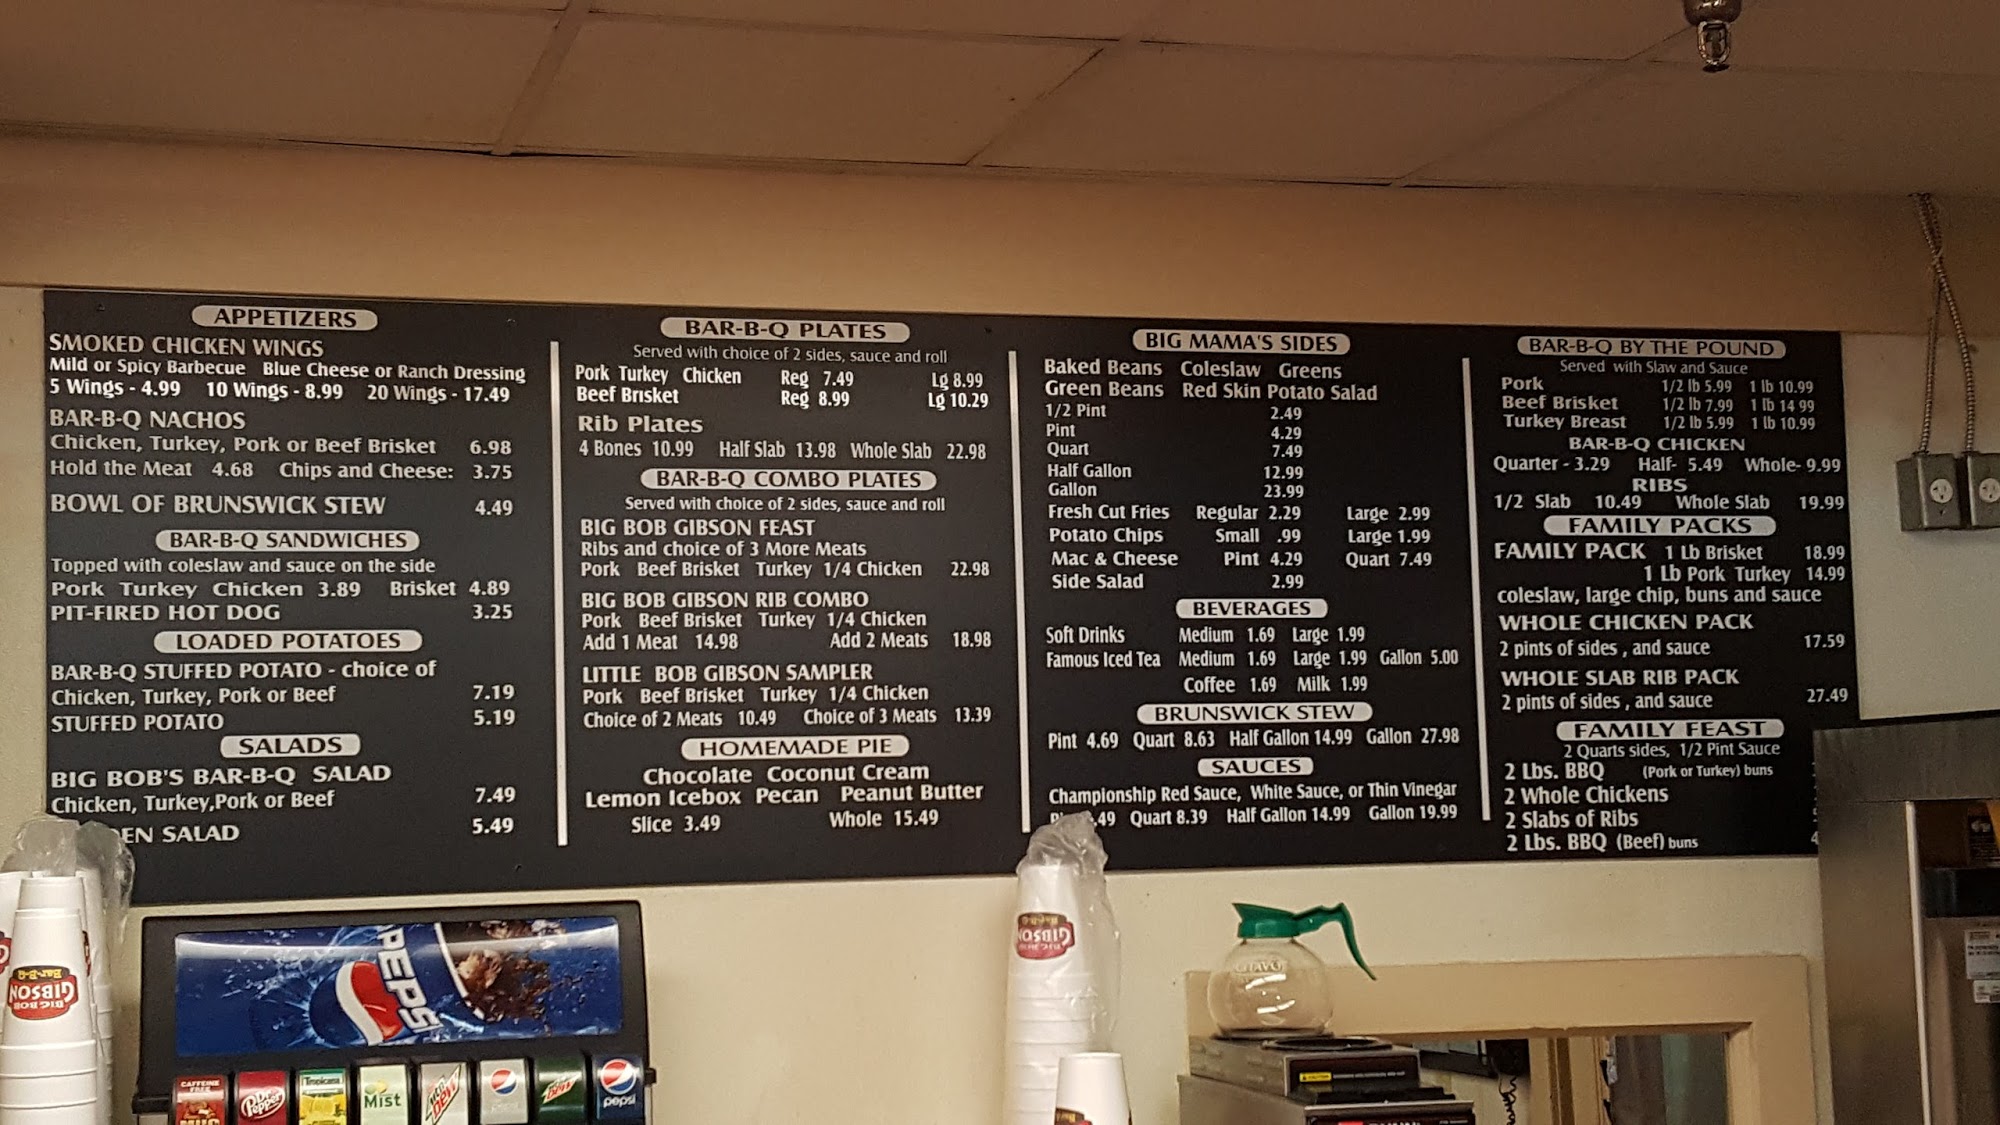 APPETIZERS
SMOKED CHICKEN WINGS
Mild or Spicy Barbecue Blue Cheese or Ranch Dressing
5 Wings - 4.99 10 Wings - 8.99 20 Wings - 17.49
BAR-B-Q NACHOS
Chicken, Turkey, Pork or Beef Brisket 6.98
Hold the Meat 4.68 Chips and Cheese: 3.75
BOWL OF BRUNSWICK STEW 4.49
BAR-B-Q SANDWICHES
Topped with coleslaw and sauce on the side
Pork Turkey Chicken 3.89 Brisket 4.89
PIT-FIRED HOT DOG 3.25
LOADED POTATOES
BAR-B-Q STUFFED POTATO - choice of
Chicken, Turkey, Pork or Beef 7.19
STUFFED POTATO 5.19
SALADS
BIG BOB'S BAR-B-Q SALAD
Chicken, Turkey,Pork or Beef 7.49
SALAD 5.49
BAR-B-Q PLATES
Served with choice of 2 sides, sauce and roll
Pork Turkey Chicken Reg 7.49 Lg 8.99
Beef Brisket Reg 8.99 Lg 10.29
Rib Plates
4 Bones 10.99 Half Slab 13.98 Whole Slab 22.98
BAR-B-Q COMBO PLATES
Served with choice of 2 sides, sauce and roll
BIG BOB GIBSON FEAST
Ribs and choice of 3 More Meats
Pork Beef Brisket Turkey 1/4 Chicken 22.98
BIG BOB GIBSON RIB COMBO
Pork Beef Brisket Turkey 1/4 Chicken
Add 1 Meat 14.98 Add 2 Meats 18.98
LITTLE BOB GIBSON SAMPLER
Pork Beef Brisket Turkey 1/4 Chicken
Choice of 2 Meats 10.49 Choice of 3 Meats 13.39
HOMEMADE PIE
Chocolate Coconut Cream
Lemon Icebox Pecan Peanut Butter
Slice 3.49 Whole 15.49
BIG MAMA'S SIDES
Baked Beans Coleslaw Greens
Green Beans Red Skin Potato Salad
1/2 Pint 2.49
Pint 4.29
Quart 7.49
Half Gallon 12.99
Gallon 23.99
Fresh Cut Fries Regular 2.29 Large 2.99
Potato Chips Small .99 Large 1.99
Mac & Cheese Pint 4.29 Quart 7.49
Side Salad 2.99
BEVERAGES
Soft Drinks Medium 1.69 Large 1.99
Famous Iced Tea Medium 1.69 Large 1.99 Gallon 5.00
Coffee 1.69 Milk 1.99
BRUNSWICK STEW
Pint 4.69 Quart 8.63 Half Gallon 14.99 Gallon 27.98
SAUCES
Championship Red Sauce, White Sauce, or Thin Vinegar
Quart 8.39 Half Gallon 14.99 Gallon 19.99
BAR-B-Q BY THE POUND
Served with Slaw and Sauce
Pork 1/2 lb 5.99 1 lb 10.99
Beef Brisket 1/2 lb 7.99 1 lb 14 99
Turkey Breast 1/2 lb 5.99 1 lb 10.99
BAR-B-Q CHICKEN
Quarter - 3.29 Half- 5.49 Whole- 9.99
RIBS
1/2 Slab 10.49 Whole Slab 19.99
FAMILY PACKS
FAMILY PACK 1 Lb Brisket 18.99
1 Lb Pork Turkey 14.99
coleslaw, large chip, buns and sauce
WHOLE CHICKEN PACK
2 pints of sides , and sauce 17.59
WHOLE SLAB RIB PACK
2 pints of sides , and sauce 27.49
FAMILY FEAST
2 Quarts sides, 1/2 Pint Sauce
2 Lbs. BBQ (Pork or Turkey) buns
2 Whole Chickens
2 Slabs of Ribs
2 Lbs. BBQ (Beef) buns
PEPSI
CAFFEINE FREE
MUG
Dr Pepper
Tropicana
Mist
Mtn DEW
DEW
pepsi
BIG BOB
GIBSON
Bar-B-Q
GIBSON
Bar-B-Q